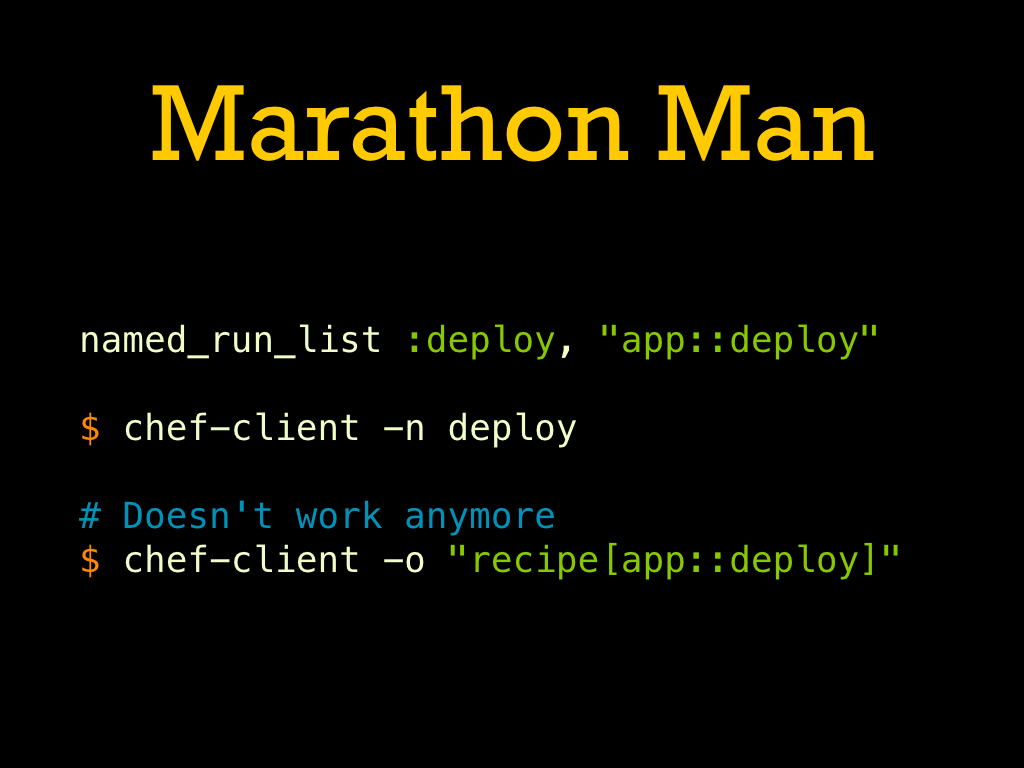 Marathon Man
named_run_list :deploy, "app::deploy"
$ chef-client -n deploy
# Doesn't work anymore
$ chef-client -o "recipe[app::deploy]"